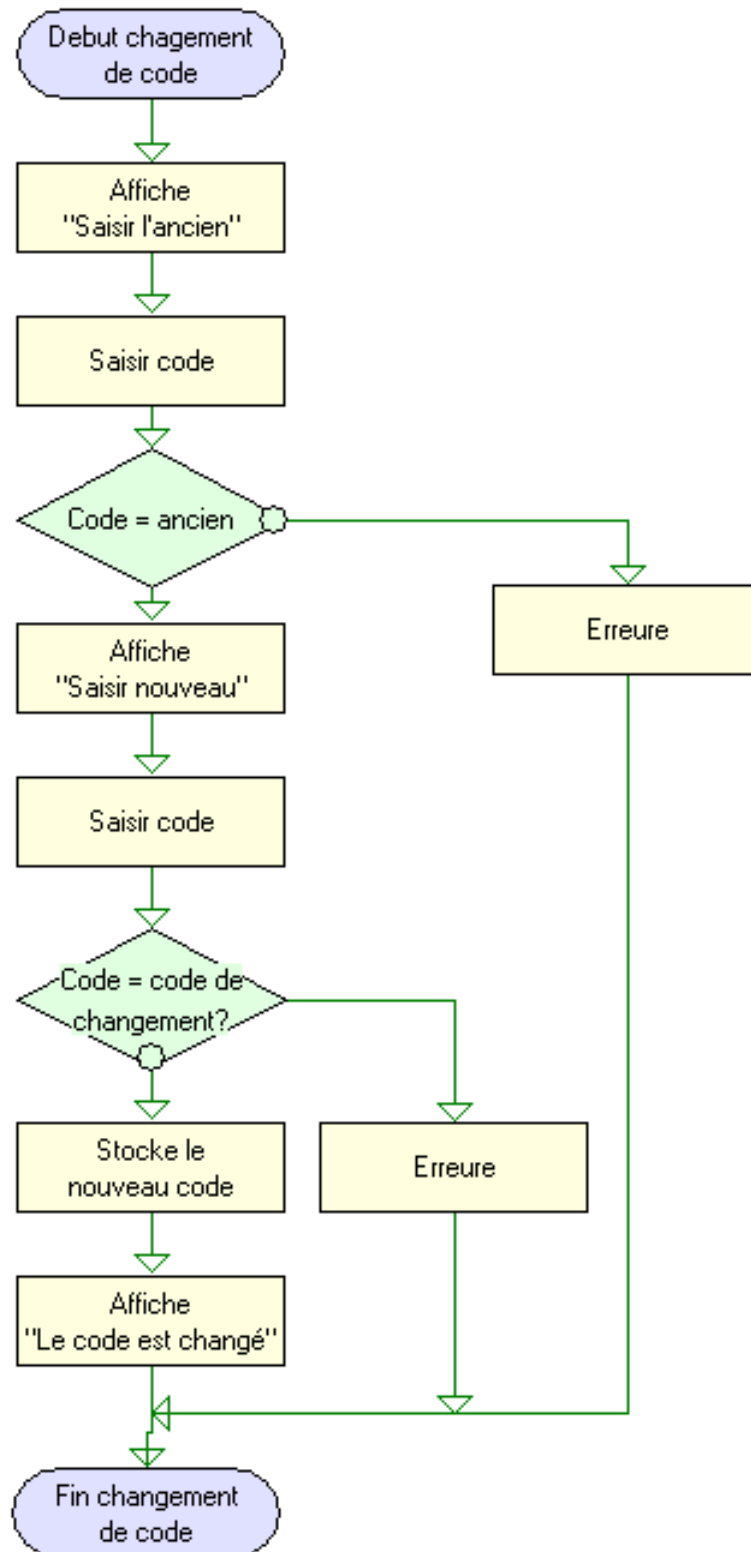 Debut chagement
de code
Affiche
"Saisir l'ancien"
Saisir code
Code = ancien
Erreure
Affiche
"Saisir nouveau"
Saisir code
Code = code de
changement?
Stocke le
nouveau code
Erreure
Affiche
"Le code est changé"
Fin changement
de code